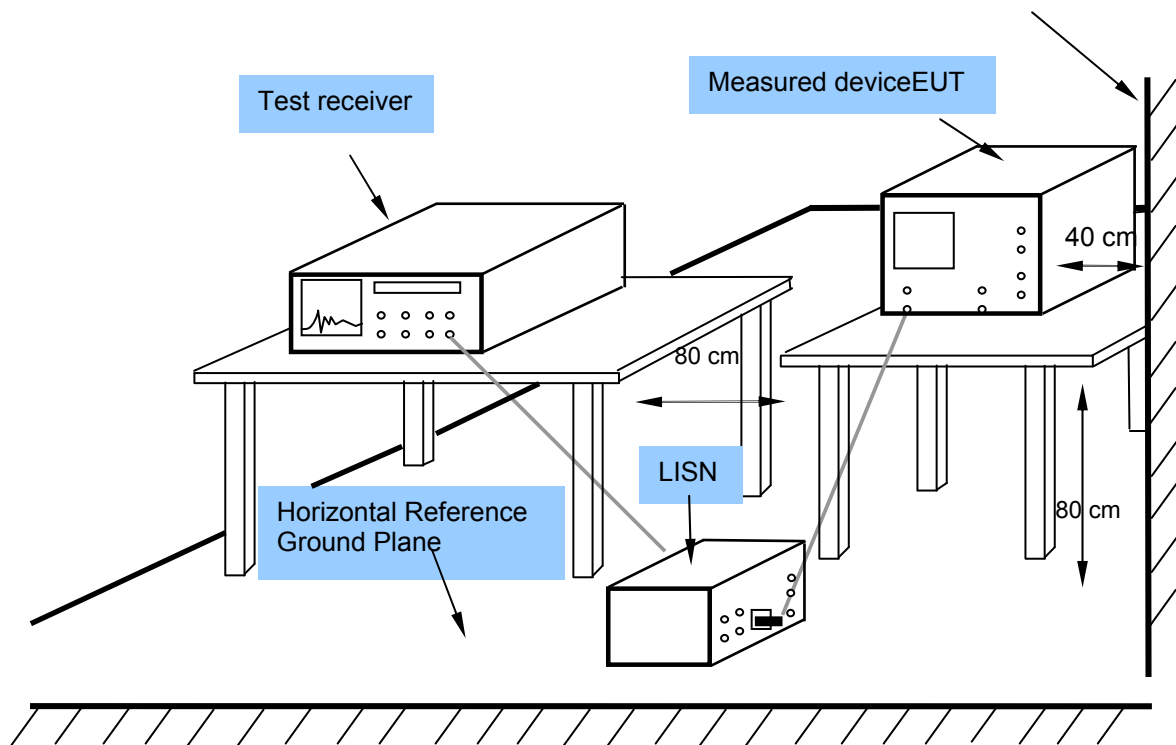 Measured deviceEUT
Test receiver
40 cm
80 cm
LISN
80 cm
Horizontal Reference
Ground Plane